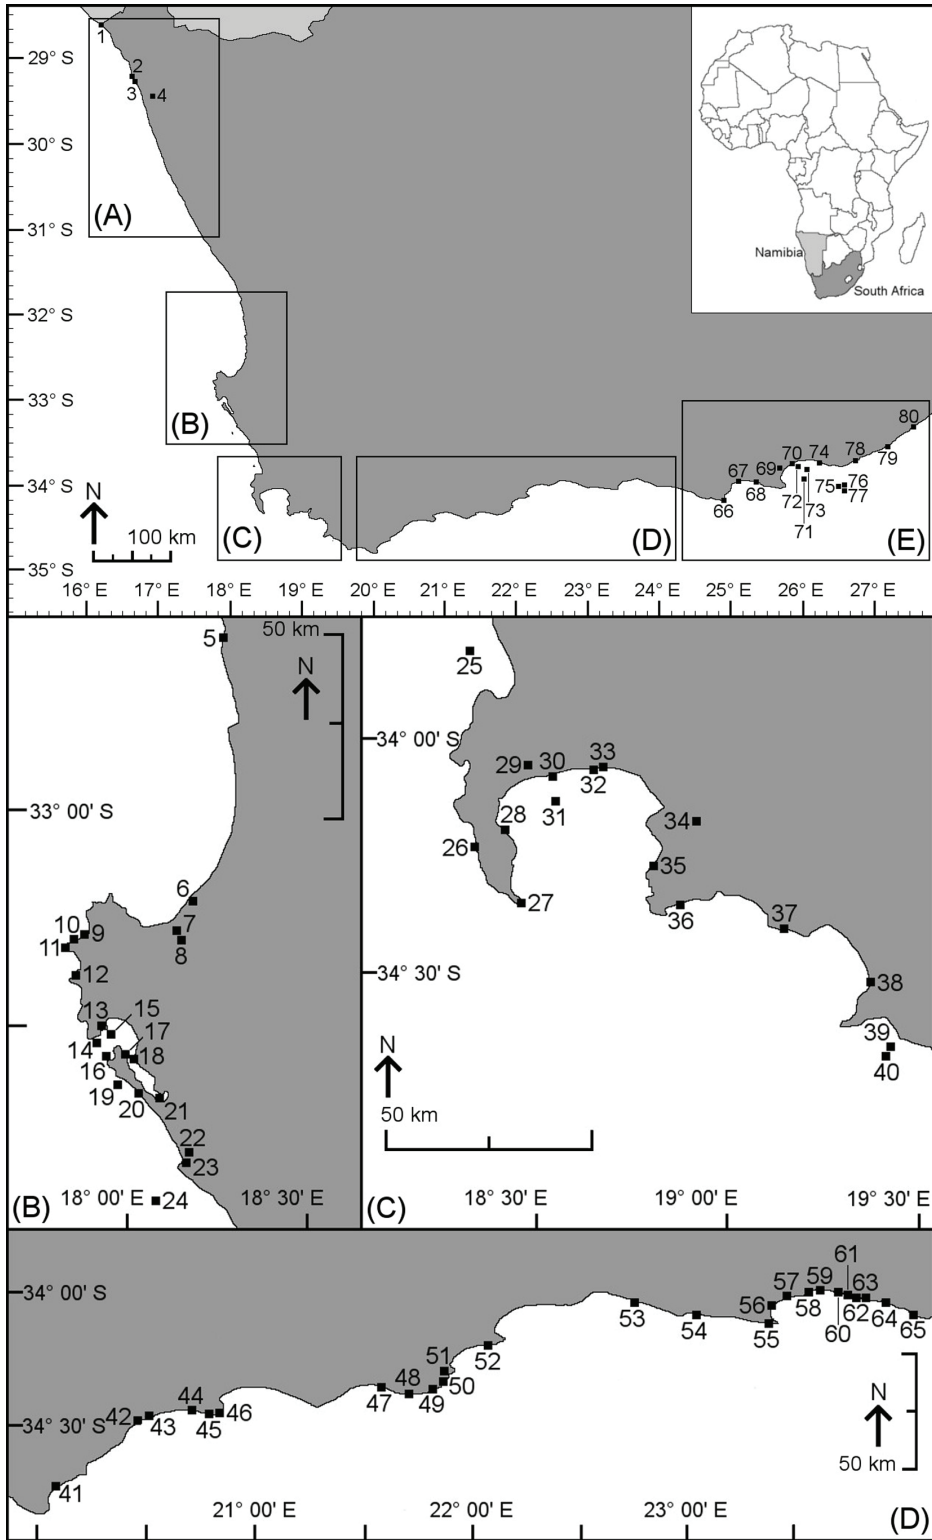 1
29° S
2
3
4
30° S
(A)
31° S
32° S
33° S
(B)
34° S
N
100 km
(C)
(D)
(E)
35° S
16° E
17° E
18° E
19° E
20° E
21° E
22° E
23° E
24° E
25° E
26° E
27° E
Namibia
South Africa
66
67
68
69
70
71
72
73
74
75
76
77
78
79
80
50 km
N
5
33° 00' S
6
7
8
9
10
11
12
13
14
15
16
17
18
19
20
21
22
23
24
18° 00' E
18° 30' E
(B)
25
34° 00' S
26
27
28
29
30
31
32
33
34
35
36
37
38
39
40
34° 30' S
N
50 km
18° 30' E
19° 00' E
19° 30' E
(C)
34° 00' S
34° 30' S
41
42
43
44
45
46
47
48
49
50
51
52
53
54
55
56
57
58
59
60
61
62
63
64
65
N
50 km
21° 00' E
22° 00' E
23° 00' E
(D)